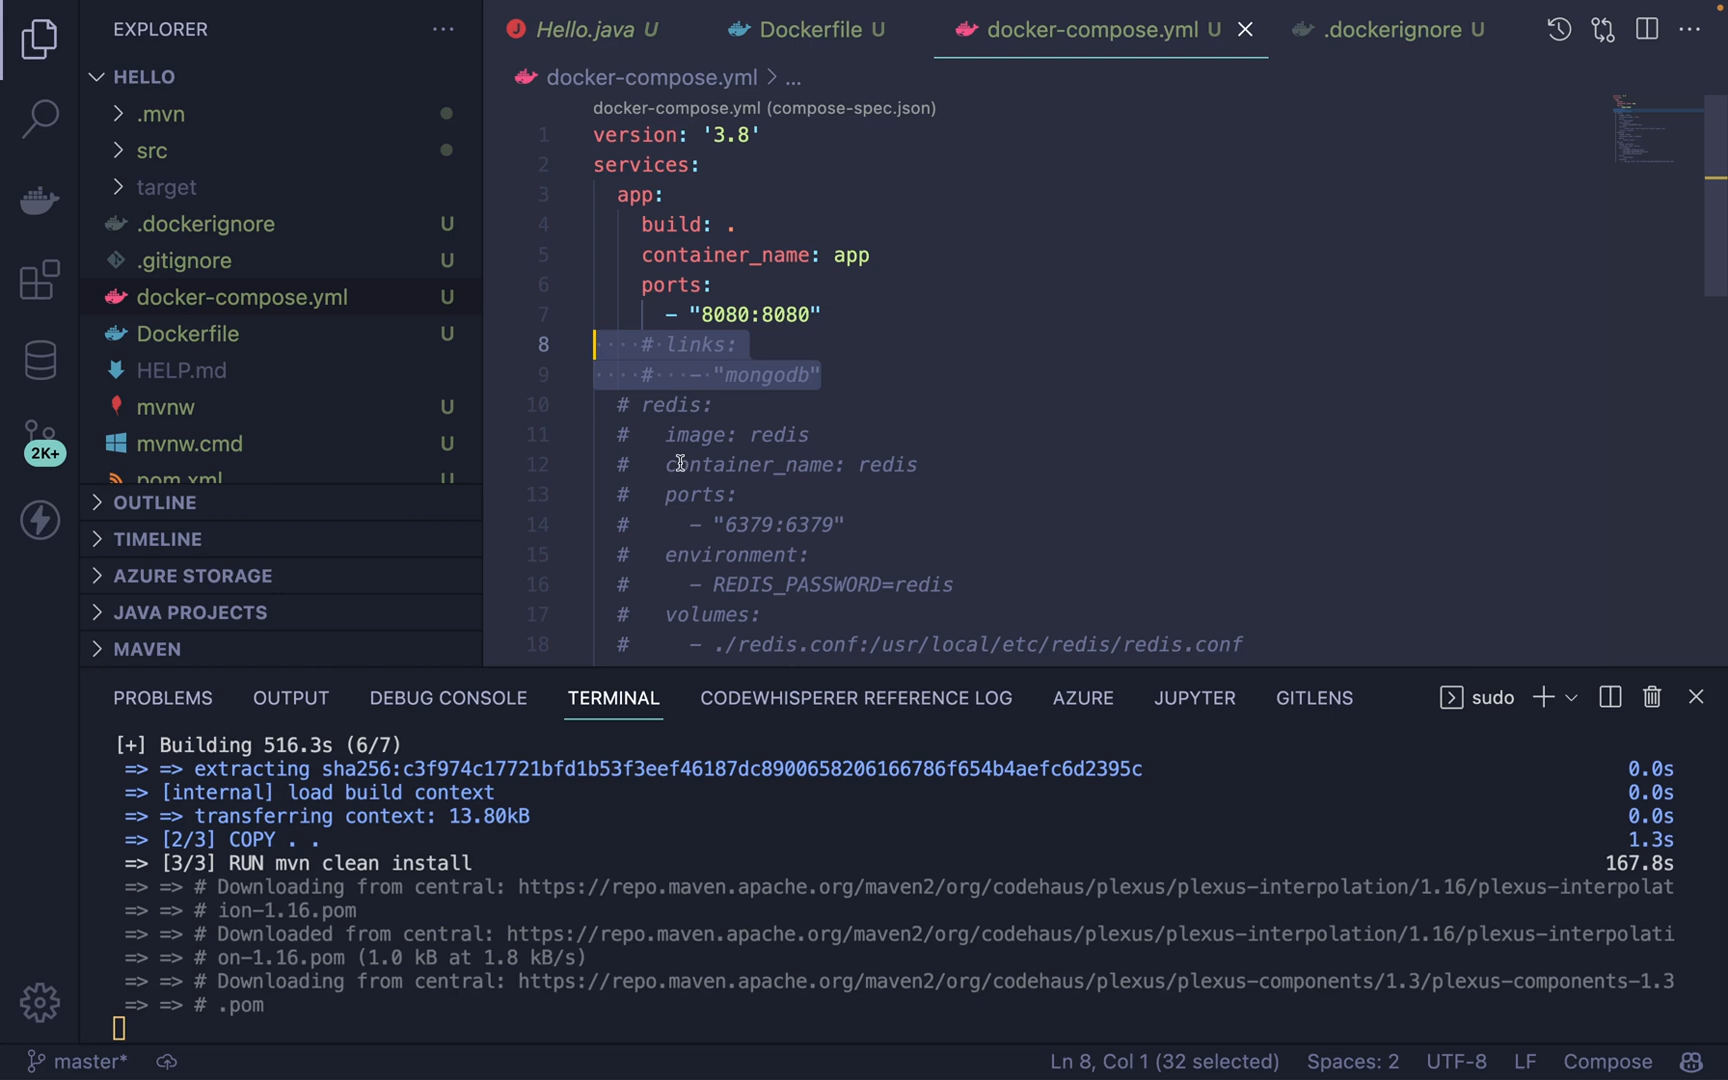 EXPLORER
HELLO
.mvn
src
target
.dockerignore U
.gitignore U
docker-compose.yml U
Dockerfile U
HELP.md
mvnw U
mvnw.cmd U
pom.xml U
OUTLINE
TIMELINE
AZURE STORAGE
JAVA PROJECTS
MAVEN
2K+
Hello.java U
Dockerfile U
docker-compose.yml U
.dockerignore U
docker-compose.yml > ...
docker-compose.yml (compose-spec.json)
1 version: '3.8'
2 services:
3 app:
4 build: .
5 container_name: app
6 ports:
7 - "8080:8080"
8 # links:
9 # - "mongodb"
10 # redis:
11 # image: redis
12 # container_name: redis
13 # ports:
14 # - "6379:6379"
15 # environment:
16 # - REDIS_PASSWORD=redis
17 # volumes:
18 # - ./redis.conf:/usr/local/etc/redis/redis.conf
PROBLEMS OUTPUT DEBUG CONSOLE TERMINAL CODEWHISPERER REFERENCE LOG AZURE JUPYTER GITLENS sudo
[+] Building 516.3s (6/7)
=> => extracting sha256:c3f974c17721bfd1b53f3eef46187dc8900658206166786f654b4aefc6d2395c 0.0s
=> [internal] load build context 0.0s
=> => transferring context: 13.80kB 0.0s
=> [2/3] COPY . . 1.3s
=> [3/3] RUN mvn clean install 167.8s
=> => # Downloading from central: https://repo.maven.apache.org/maven2/org/codehaus/plexus/plexus-interpolation/1.16/plexus-interpolat
=> => # ion-1.16.pom
=> => # Downloaded from central: https://repo.maven.apache.org/maven2/org/codehaus/plexus/plexus-interpolation/1.16/plexus-interpolati
=> => # on-1.16.pom (1.0 kB at 1.8 kB/s)
=> => # Downloading from central: https://repo.maven.apache.org/maven2/org/codehaus/plexus/plexus-components/1.3/plexus-components-1.3
=> => # .pom
master* Ln 8, Col 1 (32 selected) Spaces: 2 UTF-8 LF Compose